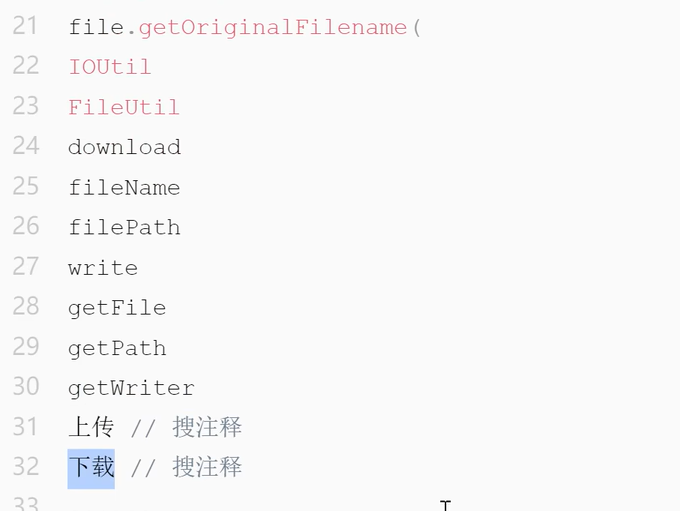 21 file.getOriginalFilename(
22 IOUtil
23 FileUtil
24 download
25 fileName
26 filePath
27 write
28 getFile
29 getPath
30 getWriter
31 上传 // 搜注释
32 下载 // 搜注释
33